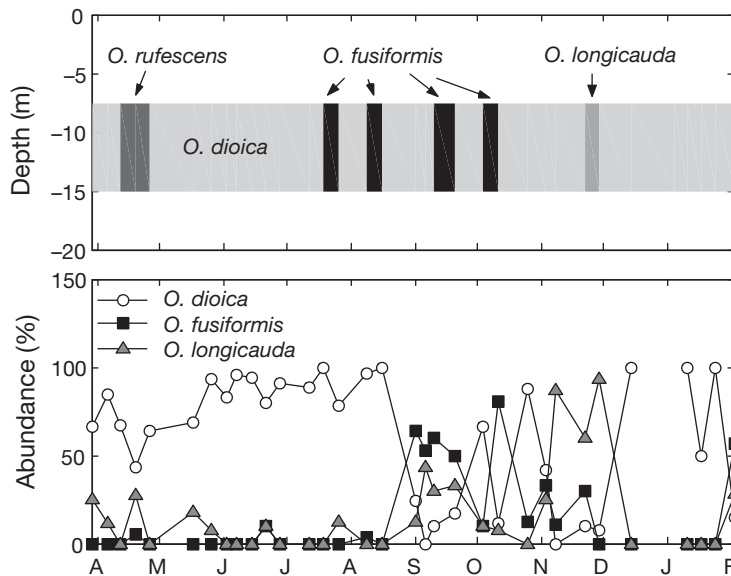 0
−5
−10
−15
−20
Depth (m)
O. rufescens
O. fusiformis
O. longicauda
O. dioica
150
100
50
0
Abundance (%)
O. dioica
O. fusiformis
O. longicauda
A M J J A S O N D J F